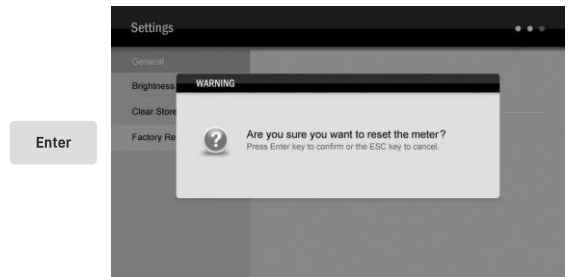 Settings
General
Brightness
WARNING
Clear Store
Factory Re
Enter
Are you sure you want to reset the meter?
Press Enter key to confirm or the ESC key to cancel.